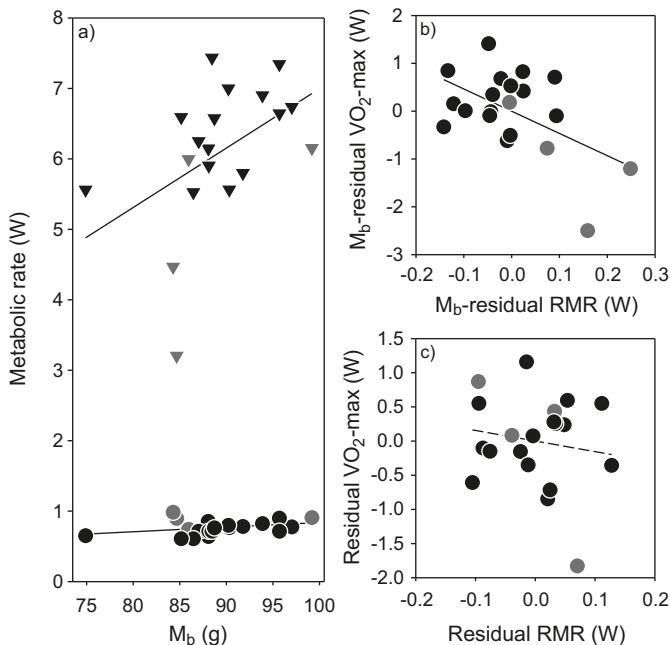 a)
8
7
6
5
4
3
2
1
0
Metabolic rate (W)
75 80 85 90 95 100
M_b (g)
b)
2
1
0
-1
-2
-3
M_b-residual VO₂-max (W)
-0.2 -0.1 0.0 0.1 0.2 0.3
M_b-residual RMR (W)
c)
1.5
1.0
0.5
0.0
-0.5
-1.0
-1.5
-2.0
Residual VO₂-max (W)
-0.2 -0.1 0.0 0.1 0.2
Residual RMR (W)